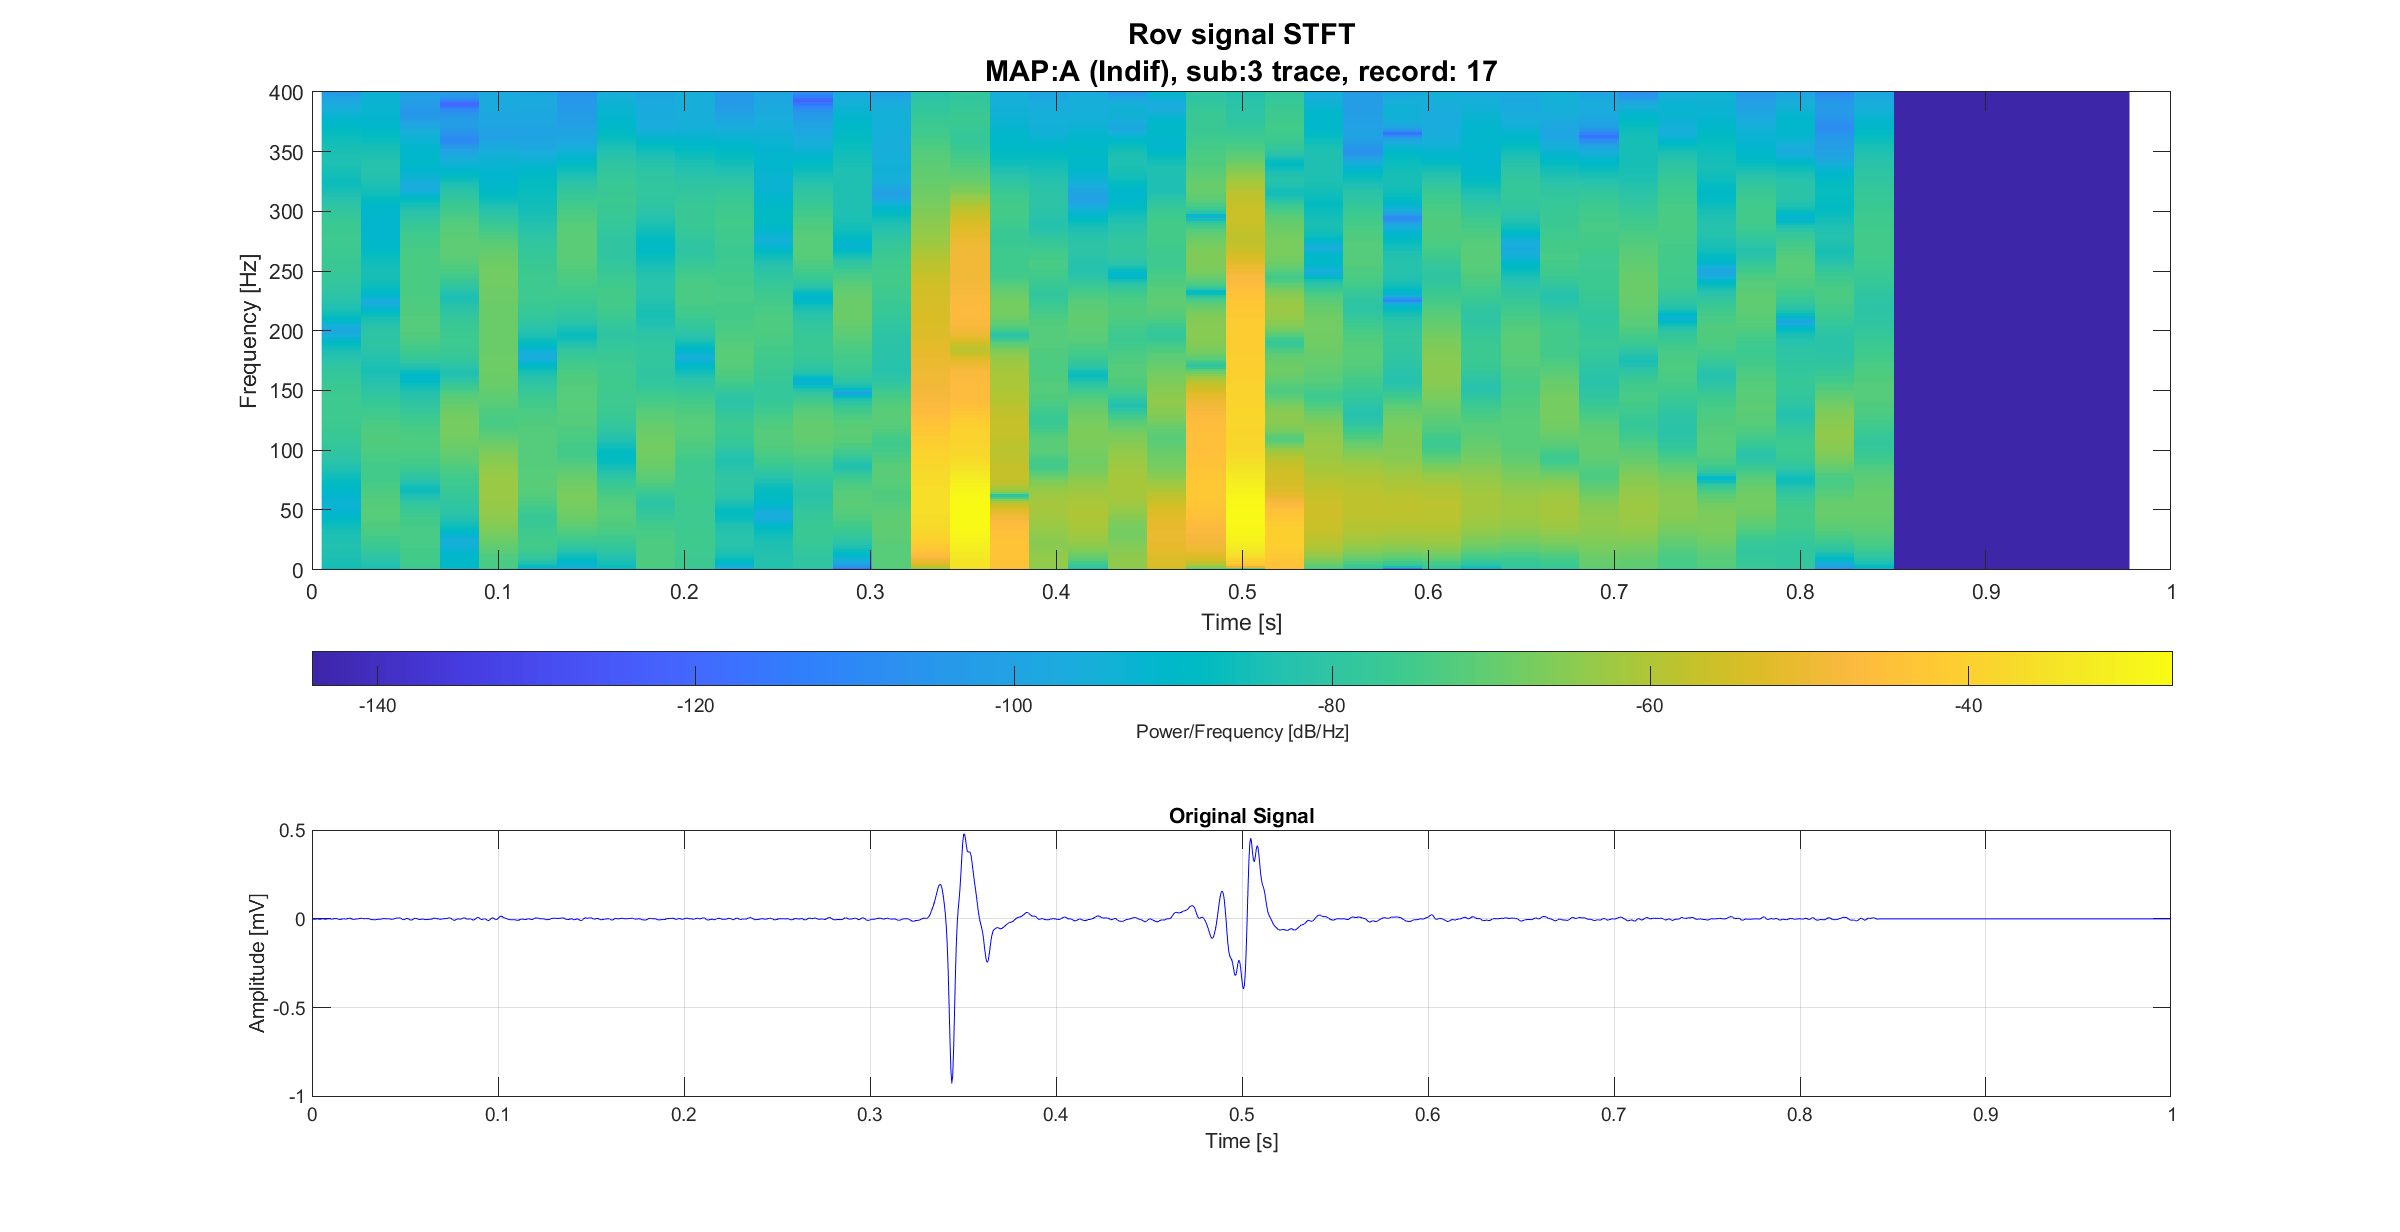 Rov signal STFT
MAP:A (Indif), sub:3 trace, record: 17
400
350
300
250
200
150
100
50
0
Frequency [Hz]
0 0.1 0.2 0.3 0.4 0.5 0.6 0.7 0.8 0.9 1
Time [s]
-140 -120 -100 -80 -60 -40
Power/Frequency [dB/Hz]
Original Signal
0.5
0
-0.5
-1
Amplitude [mV]
0 0.1 0.2 0.3 0.4 0.5 0.6 0.7 0.8 0.9 1
Time [s]